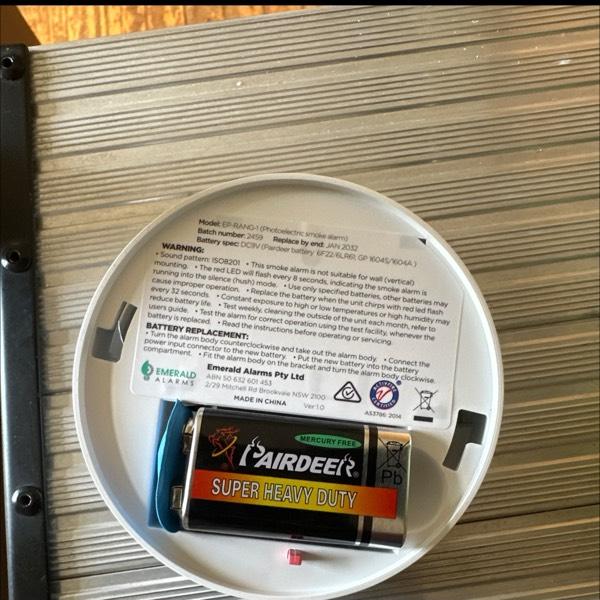 Model: EP-RANG-1 (Photoelectric smoke alarm)
Batch number: 2459 Replace by end: JAN 2032
Battery spec: DC9V (Pairdeer battery 6F22/6LR61, GP 1604S/1604A )
WARNING:
• Sound pattern: ISO8201 • This smoke alarm is not suitable for wall (vertical)
mounting. • The red LED will flash every 8 seconds, indicating the smoke alarm is
running into the silence (hush) mode. • Use only specified batteries, other batteries may
cause improper operation. • Replace the battery when the unit chirps with red led flash
every 32 seconds. • Constant exposure to high or low temperatures or high humidity may
reduce battery life. • Test weekly, cleaning the outside of the unit each month, refer to
users guide. • Test the alarm for correct operation using the test facility, whenever the
battery is replaced. • Read the instructions before operating or servicing.
BATTERY REPLACEMENT:
• Turn the alarm body counterclockwise and take out the alarm body. • Connect the
power input connector to the new battery. • Put the new battery into the battery
compartment. • Fit the alarm body on the bracket and turn the alarm body clockwise.
EMERALD
ALARMS
Emerald Alarms Pty Ltd
ABN 50 632 601 453
2/29 Mitchell Rd Brookvale NSW 2100
MADE IN CHINA Ver1.0
AS3786: 2014
MERCURY FREE
PAIRDEER®
SUPER HEAVY DUTY
Pb